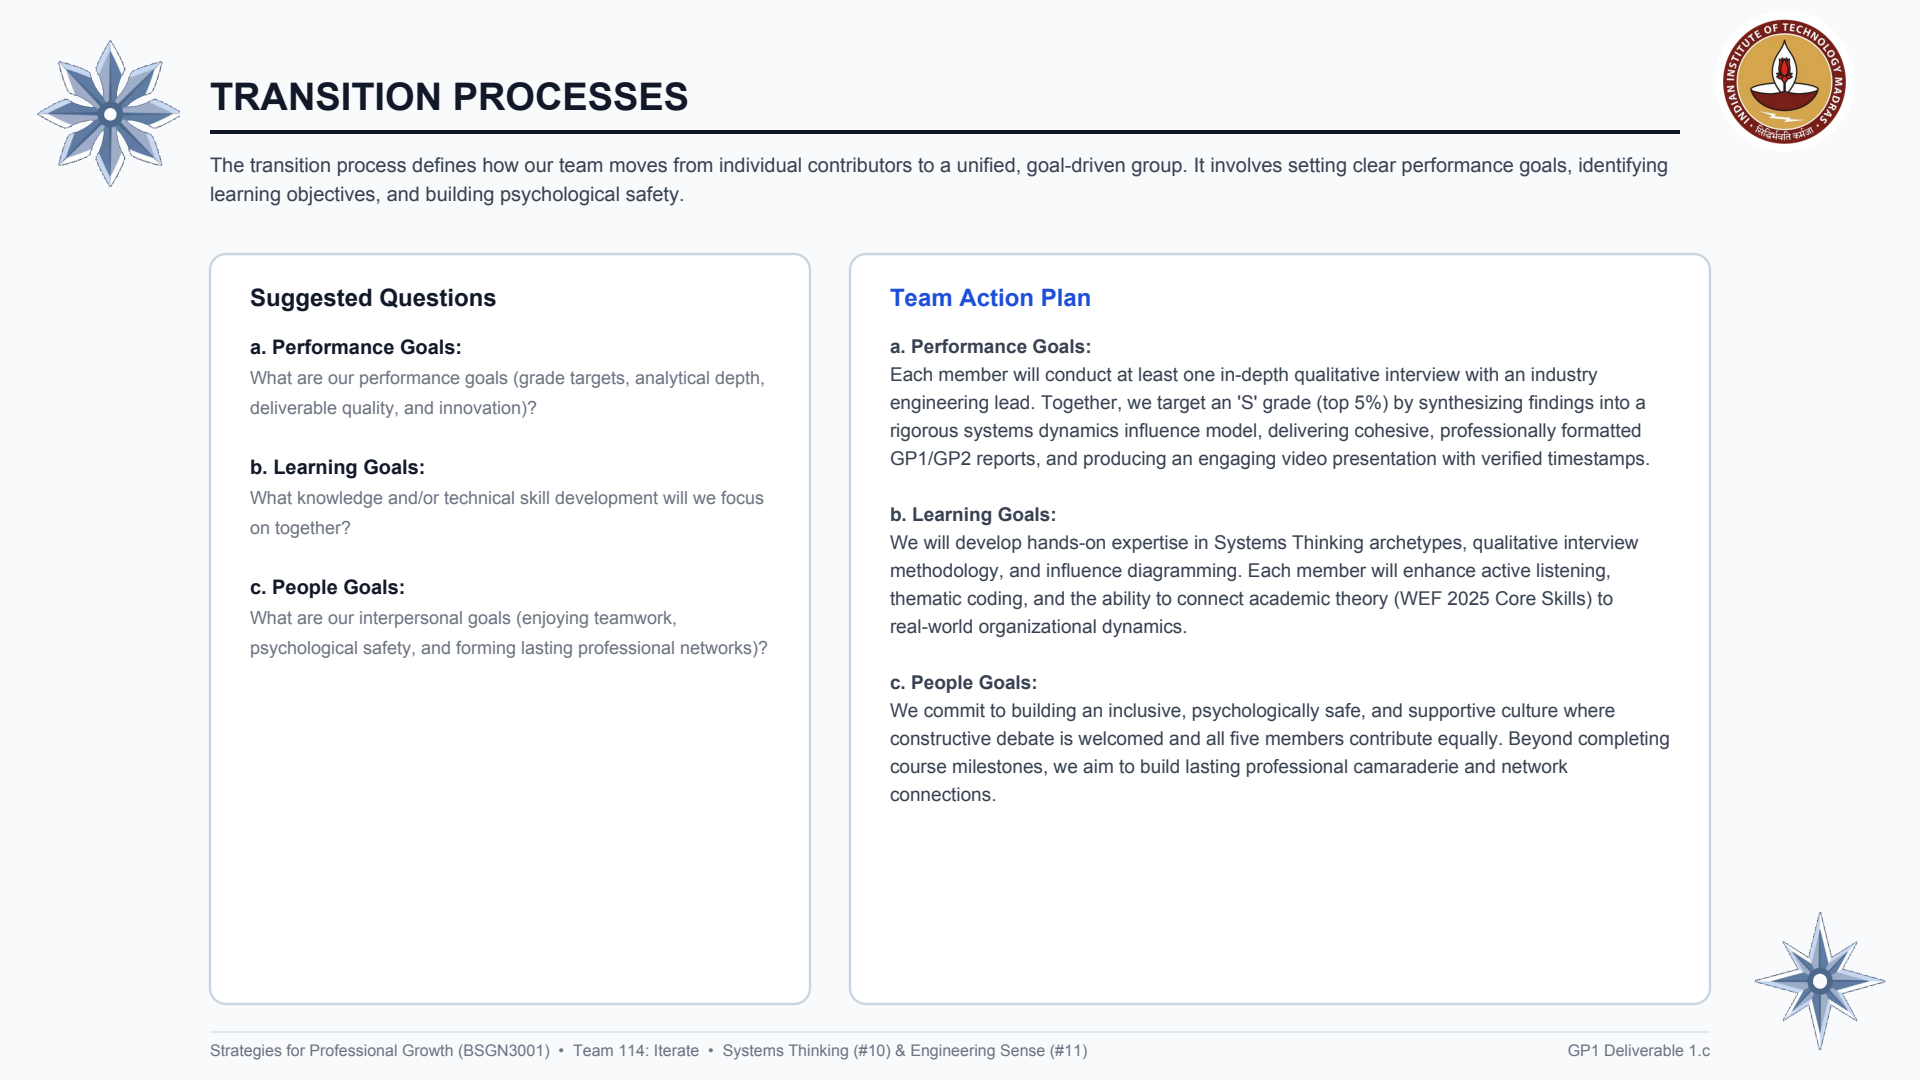 TRANSITION PROCESSES
INDIAN INSTITUTE OF TECHNOLOGY MADRAS
सिद्धिर्भवति कर्मजा
The transition process defines how our team moves from individual contributors to a unified, goal-driven group. It involves setting clear performance goals, identifying
learning objectives, and building psychological safety.
Suggested Questions
a. Performance Goals:
What are our performance goals (grade targets, analytical depth,
deliverable quality, and innovation)?
b. Learning Goals:
What knowledge and/or technical skill development will we focus
on together?
c. People Goals:
What are our interpersonal goals (enjoying teamwork,
psychological safety, and forming lasting professional networks)?
Team Action Plan
a. Performance Goals:
Each member will conduct at least one in-depth qualitative interview with an industry
engineering lead. Together, we target an 'S' grade (top 5%) by synthesizing findings into a
rigorous systems dynamics influence model, delivering cohesive, professionally formatted
GP1/GP2 reports, and producing an engaging video presentation with verified timestamps.
b. Learning Goals:
We will develop hands-on expertise in Systems Thinking archetypes, qualitative interview
methodology, and influence diagramming. Each member will enhance active listening,
thematic coding, and the ability to connect academic theory (WEF 2025 Core Skills) to
real-world organizational dynamics.
c. People Goals:
We commit to building an inclusive, psychologically safe, and supportive culture where
constructive debate is welcomed and all five members contribute equally. Beyond completing
course milestones, we aim to build lasting professional camaraderie and network
connections.
Strategies for Professional Growth (BSGN3001) • Team 114: Iterate • Systems Thinking (#10) & Engineering Sense (#11)
GP1 Deliverable 1.c